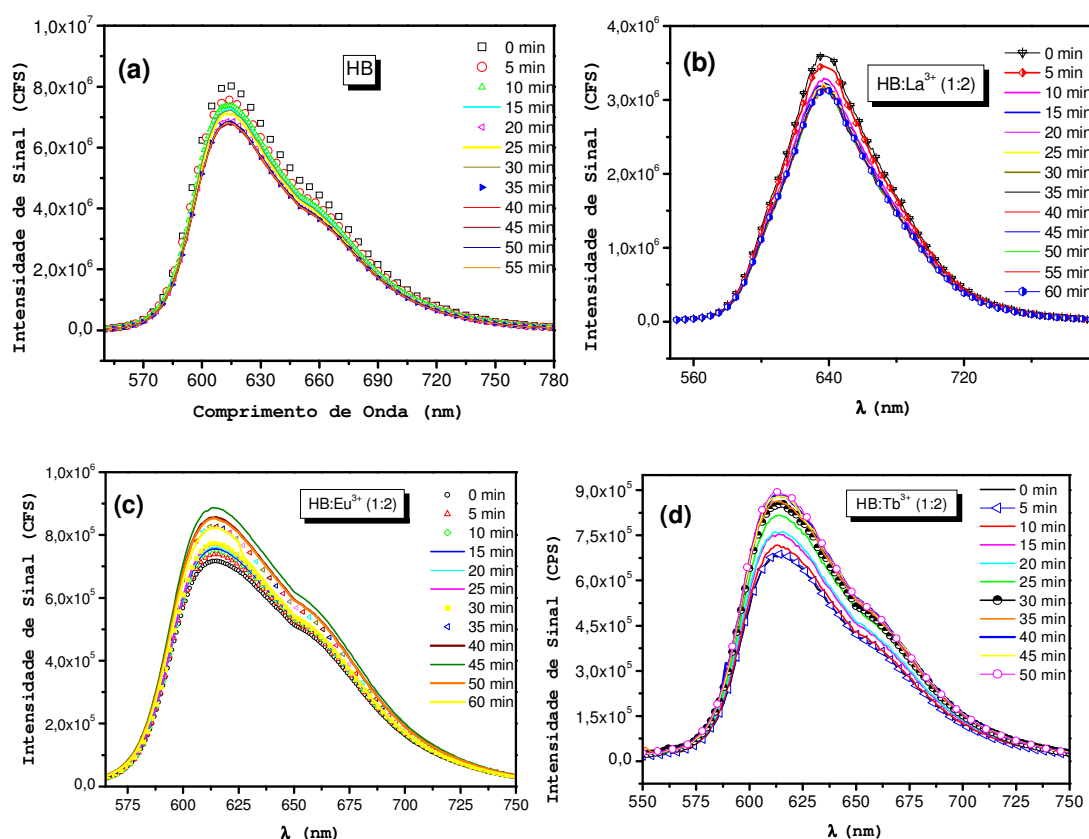 (a)
HB
Intensidade de Sinal (CFS)
1,0x10⁷
8,0x10⁶
6,0x10⁶
4,0x10⁶
2,0x10⁶
0,0
570 600 630 660 690 720 750 780
Comprimento de Onda (nm)
0 min
5 min
10 min
15 min
20 min
25 min
30 min
35 min
40 min
45 min
50 min
55 min
(b)
HB:La³⁺ (1:2)
Intensidade de Sinal (CFS)
3,6x10⁶
2,4x10⁶
1,2x10⁶
0,0
560 640 720
λ (nm)
0 min
5 min
10 min
15 min
20 min
25 min
30 min
35 min
40 min
45 min
50 min
55 min
60 min
(c)
HB:Eu³⁺ (1:2)
Intensidade de Sinal (CFS)
1,0x10⁶
8,0x10⁵
6,0x10⁵
4,0x10⁵
2,0x10⁵
0,0
575 600 625 650 675 700 725 750
λ (nm)
0 min
5 min
10 min
15 min
20 min
25 min
30 min
35 min
40 min
45 min
50 min
60 min
(d)
HB:Tb³⁺ (1:2)
Intensidade de Sinal (CFS)
9,0x10⁵
7,5x10⁵
6,0x10⁵
4,5x10⁵
3,0x10⁵
1,5x10⁵
0,0
550 575 600 625 650 675 700 725 750
λ (nm)
0 min
5 min
10 min
15 min
20 min
25 min
30 min
35 min
40 min
45 min
50 min